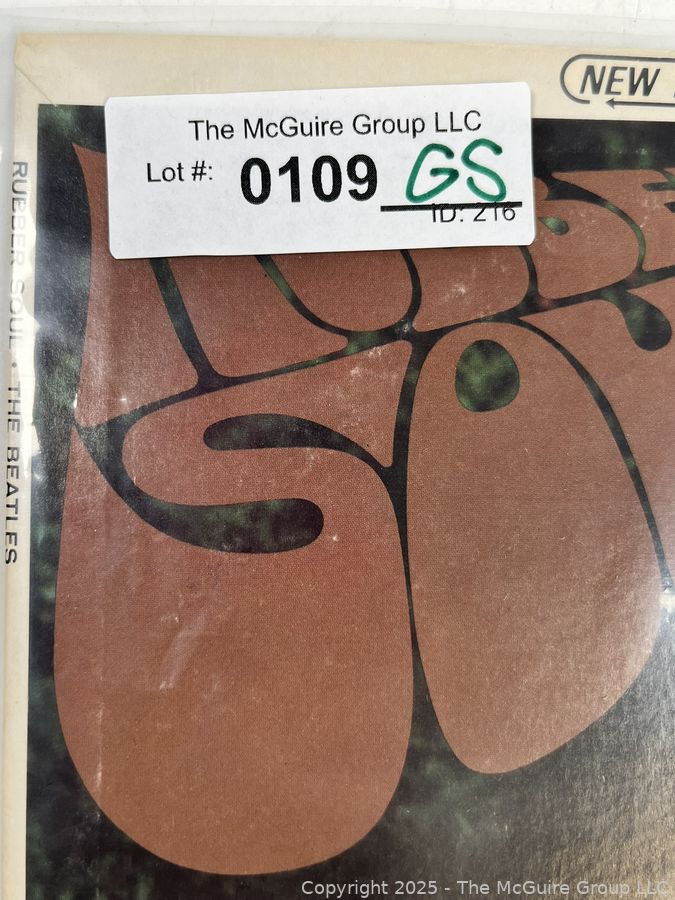 NEW
The McGuire Group LLC
Lot #: 0109 GS
ID: 216
RUBBER SOUL • THE BEATLES
SO
Copyright 2025 - The McGuire Group LLC